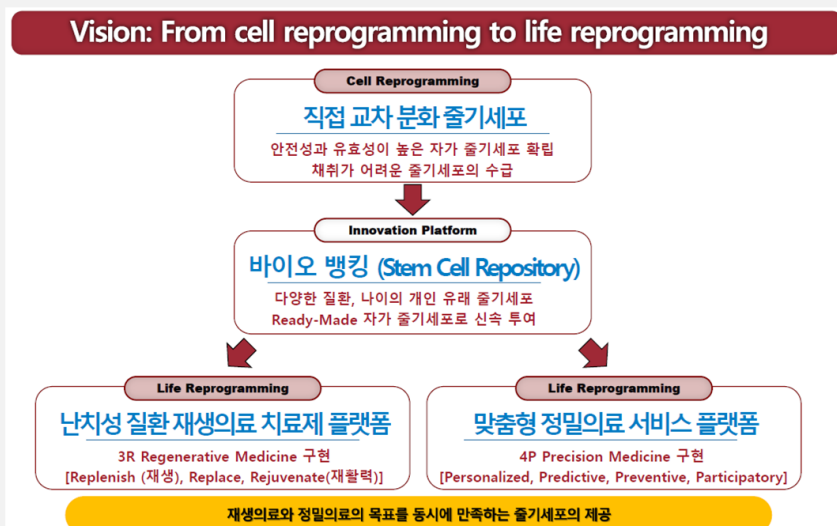 Vision: From cell reprogramming to life reprogramming
Cell Reprogramming
직접 교차 분화 줄기세포
안전성과 유효성이 높은 자가 줄기세포 확립
채취가 어려운 줄기세포의 수급
Innovation Platform
바이오 뱅킹 (Stem Cell Repository)
다양한 질환, 나이의 개인 유래 줄기세포
Ready-Made 자가 줄기세포로 신속 투여
Life Reprogramming
난치성 질환 재생의료 치료제 플랫폼
3R Regenerative Medicine 구현
[Replenish (재생), Replace, Rejuvenate(재활력)]
Life Reprogramming
맞춤형 정밀의료 서비스 플랫폼
4P Precision Medicine 구현
[Personalized, Predictive, Preventive, Participatory]
재생의료와 정밀의료의 목표를 동시에 만족하는 줄기세포의 제공